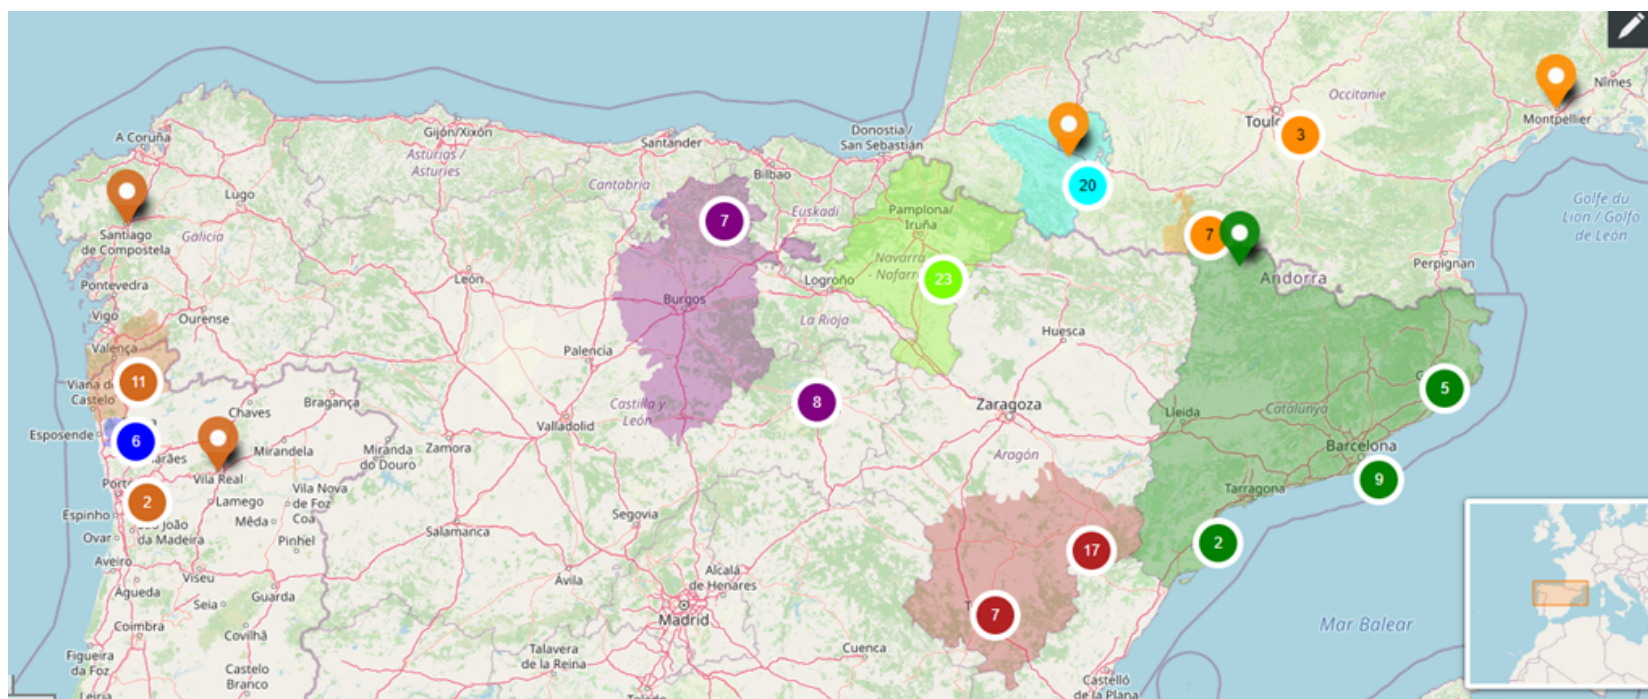 Nîmes
Occitanie
Montpellier
Toul
3
Donostia /
San Sebastián
Gijón/Xixón
A Coruña
Santander
Asturias /
Asturies
Bilbao
Cantabria
20
Lugo
Golfe du
Lion / Golfo
de León
Euskadi
Pamplona/
Iruña
7
Santiago
de Compostela
Galicia
7
Navarra
- Nafarr
23
Perpignan
León
Logroño
Andorra
Pontevedra
Burgos
Vigo
Ourense
La Rioja
Huesca
Valença
Palencia
11
Viana d
Castelo
5
8
Zaragoza
Lleida
Catalunya
Chaves
Bragança
Castilla y
León
Valladolid
Esposende
6
arães
Mirandela
Miranda
do Douro
Zamora
Barcelona
Aragón
Porto
Vila Real
9
Tarragona
2
Lamego
Vila Nova
de Foz
Coa
Espinho
São João
da Madeira
Mêda
Segovia
Salamanca
Ovar
Pinhel
17
2
Aveiro
Viseu
Ávila
Alcalá
de Henares
Águeda
Seia
Guarda
7
Madrid
Coimbra
Covilhã
Mar Balear
Figueira
da Foz
Talavera
de la Reina
Cuenca
Castelo
Branco
Castelló
de la Plana
Leiria
Toledo